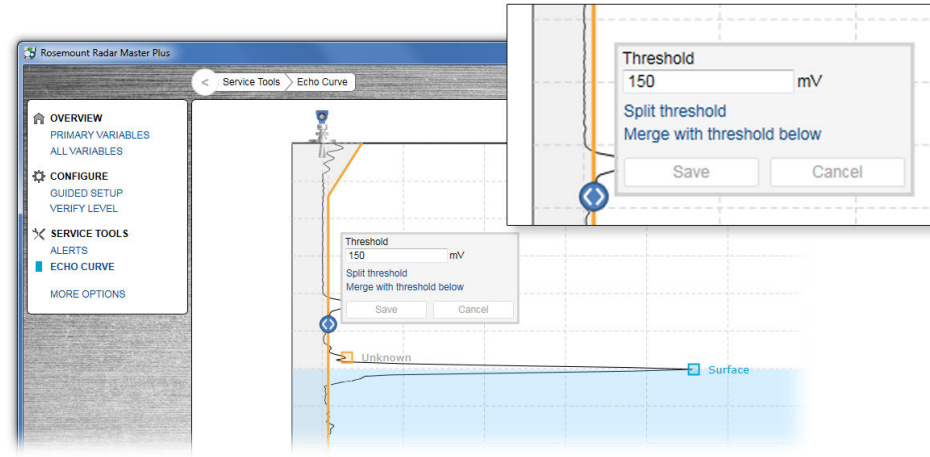 Rosemount Radar Master Plus
< Service Tools Echo Curve
OVERVIEW
PRIMARY VARIABLES
ALL VARIABLES
CONFIGURE
GUIDED SETUP
VERIFY LEVEL
SERVICE TOOLS
ALERTS
ECHO CURVE
MORE OPTIONS
Threshold
150 mV
Split threshold
Merge with threshold below
Save Cancel
Unknown
Surface
Threshold
150 mV
Split threshold
Merge with threshold below
Save Cancel